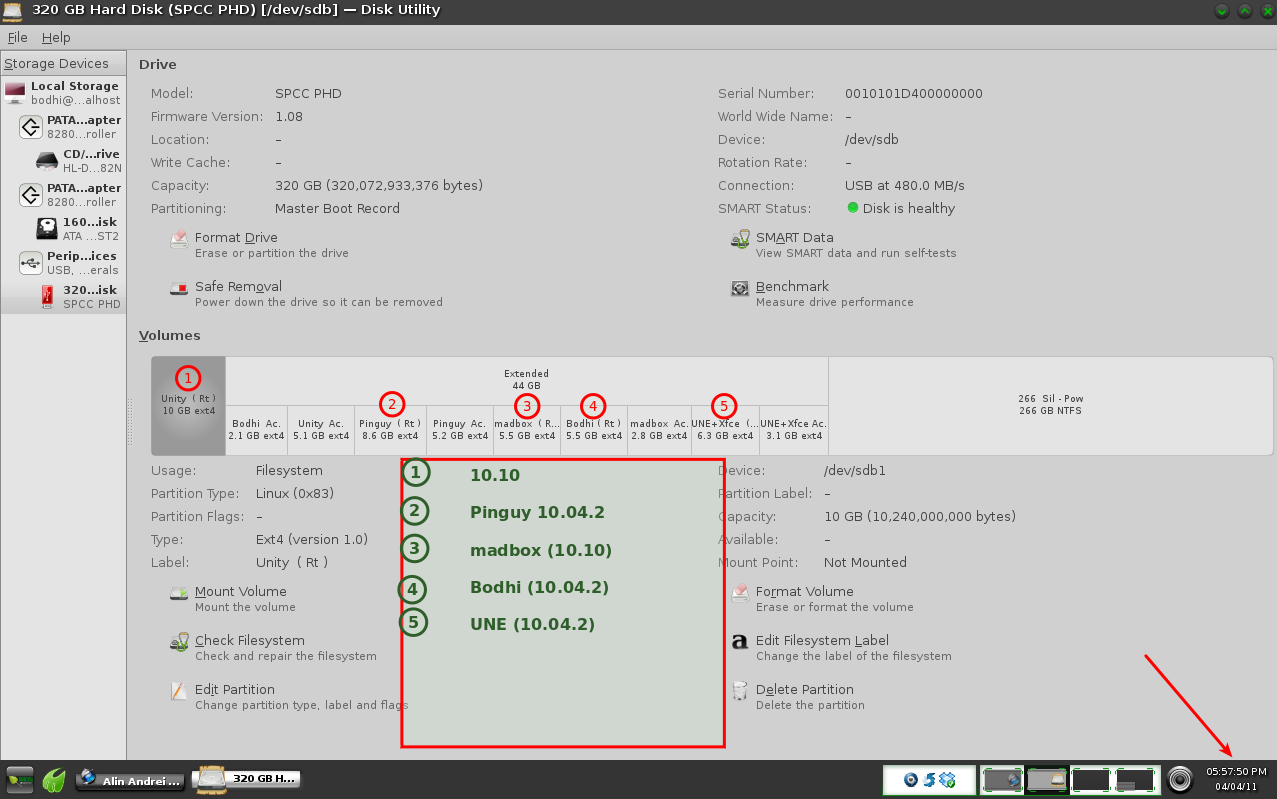 320 GB Hard Disk (SPCC PHD) [/dev/sdb] — Disk Utility
File Help
Storage Devices
Local Storage
bodhi@...alhost
PATA...apter
8280...roller
CD/...rive
HL-D...82N
PATA...apter
8280...roller
160...isk
ATA ...ST2
Perip...ices
USB, ...erals
320...isk
SPCC PHD
Drive
Model: SPCC PHD
Firmware Version: 1.08
Location: –
Write Cache: –
Capacity: 320 GB (320,072,933,376 bytes)
Partitioning: Master Boot Record
Serial Number: 0010101D400000000
World Wide Name: –
Device: /dev/sdb
Rotation Rate: –
Connection: USB at 480.0 MB/s
SMART Status: Disk is healthy
Format Drive
Erase or partition the drive
Safe Removal
Power down the drive so it can be removed
SMART Data
View SMART data and run self-tests
Benchmark
Measure drive performance
Volumes
1
Unity ( Rt )
10 GB ext4
Extended
44 GB
Bodhi Ac.
2.1 GB ext4
Unity Ac.
5.1 GB ext4
2
Pinguy ( Rt )
8.6 GB ext4
Pinguy Ac.
5.2 GB ext4
3
madbox ( R...
5.5 GB ext4
4
Bodhi ( Rt )
5.5 GB ext4
madbox Ac.
2.8 GB ext4
5
UNE+Xfce (...
6.3 GB ext4
UNE+Xfce Ac.
3.1 GB ext4
266 Sil - Pow
266 GB NTFS
Usage: Filesystem
Partition Type: Linux (0x83)
Partition Flags: –
Type: Ext4 (version 1.0)
Label: Unity ( Rt )
1 10.10
2 Pinguy 10.04.2
3 madbox (10.10)
4 Bodhi (10.04.2)
5 UNE (10.04.2)
Device: /dev/sdb1
Partition Label: –
Capacity: 10 GB (10,240,000,000 bytes)
Available: –
Mount Point: Not Mounted
Mount Volume
Mount the volume
Check Filesystem
Check and repair the filesystem
Edit Partition
Change partition type, label and flags
Format Volume
Erase or format the volume
Edit Filesystem Label
Change the label of the filesystem
Delete Partition
Delete the partition
Alin Andrei ...
320 GB H...
05:57:50 PM
04/04/11